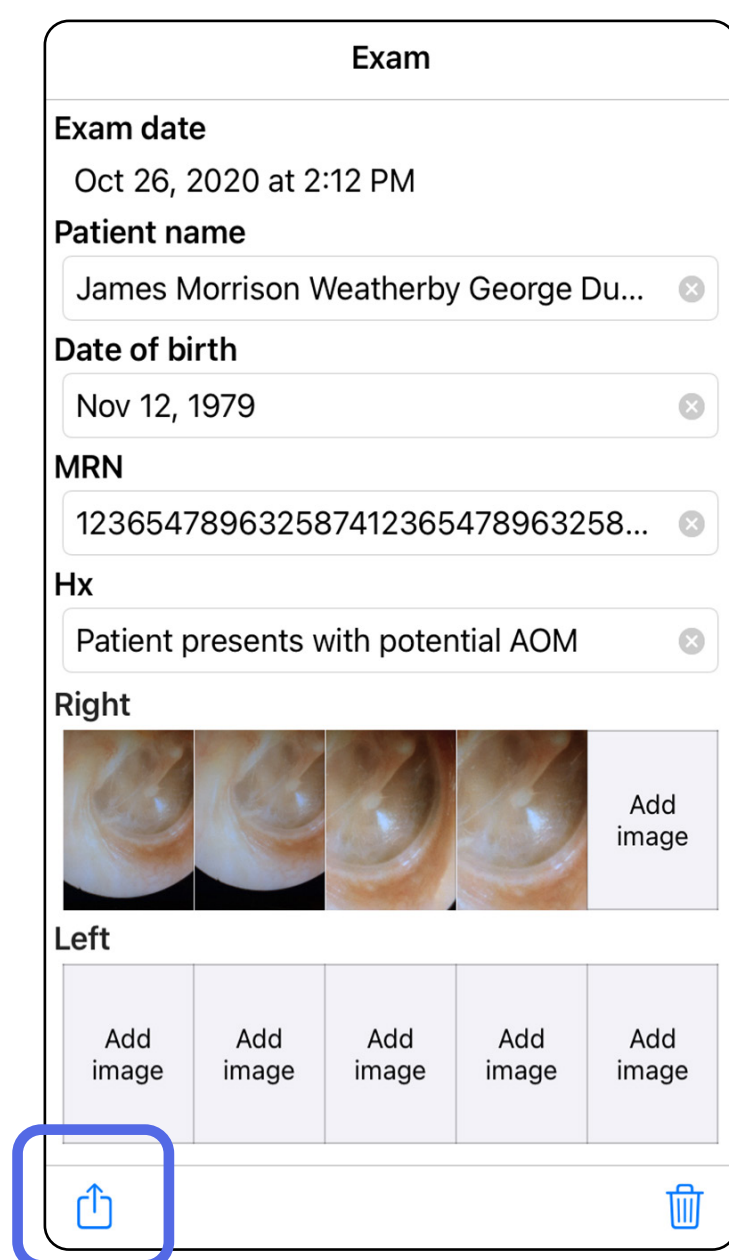 Exam
Exam date
Oct 26, 2020 at 2:12 PM
Patient name
James Morrison Weatherby George Du...
Date of birth
Nov 12, 1979
MRN
123654789632587412365478963258...
Hx
Patient presents with potential AOM
Right
Add
image
Left
Add
image
Add
image
Add
image
Add
image
Add
image